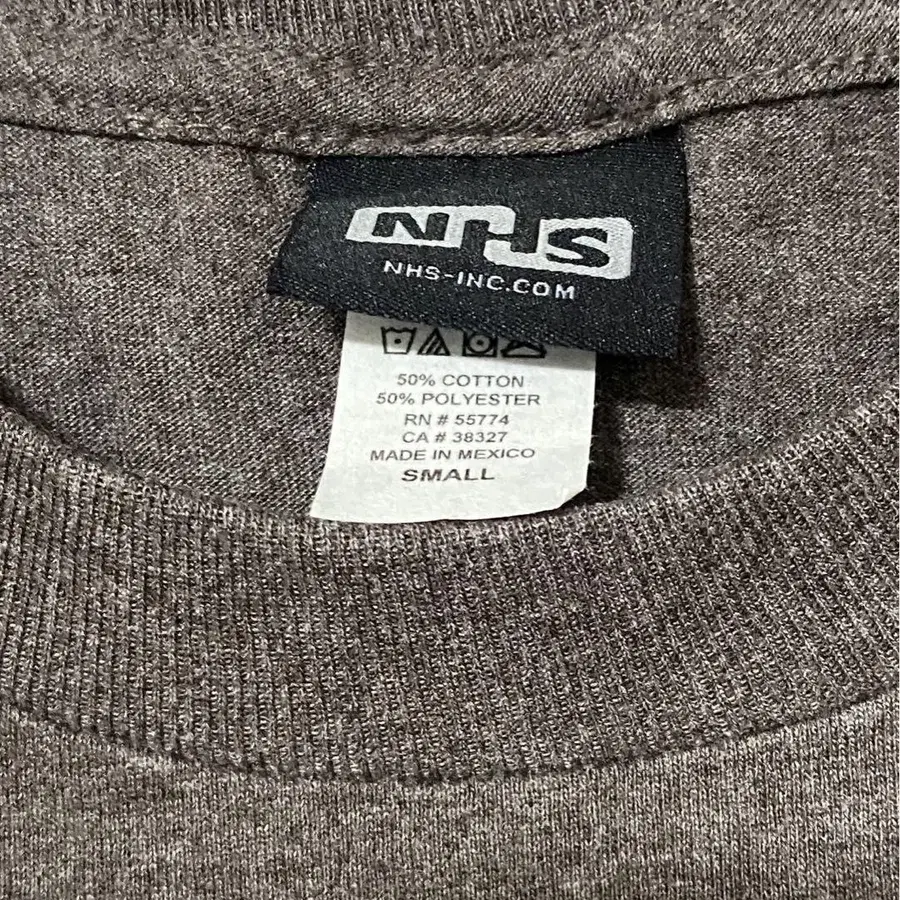 NHS
NHS-INC.COM
50% COTTON
50% POLYESTER
RN # 55774
CA # 38327
MADE IN MEXICO
SMALL